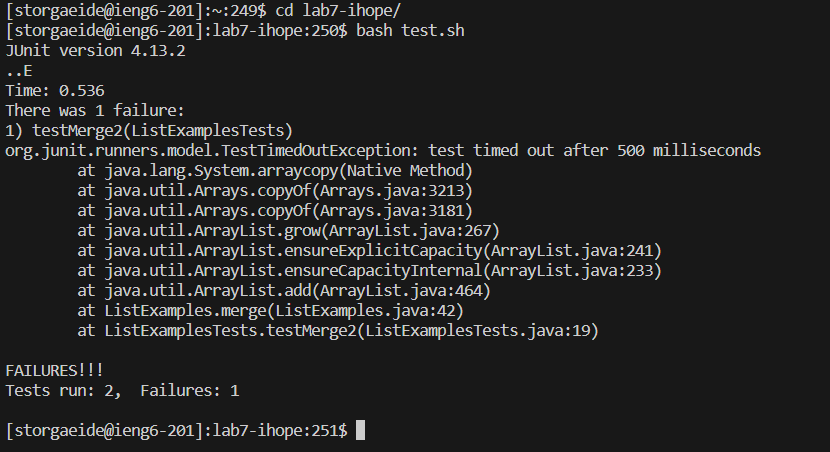 [storgaeide@ieng6-201]:~:249$ cd lab7-ihope/
[storgaeide@ieng6-201]:lab7-ihope:250$ bash test.sh
JUnit version 4.13.2
..E
Time: 0.536
There was 1 failure:
1) testMerge2(ListExamplesTests)
org.junit.runners.model.TestTimedOutException: test timed out after 500 milliseconds
        at java.lang.System.arraycopy(Native Method)
        at java.util.Arrays.copyOf(Arrays.java:3213)
        at java.util.Arrays.copyOf(Arrays.java:3181)
        at java.util.ArrayList.grow(ArrayList.java:267)
        at java.util.ArrayList.ensureExplicitCapacity(ArrayList.java:241)
        at java.util.ArrayList.ensureCapacityInternal(ArrayList.java:233)
        at java.util.ArrayList.add(ArrayList.java:464)
        at ListExamples.merge(ListExamples.java:42)
        at ListExamplesTests.testMerge2(ListExamplesTests.java:19)

FAILURES!!!
Tests run: 2,  Failures: 1

[storgaeide@ieng6-201]:lab7-ihope:251$